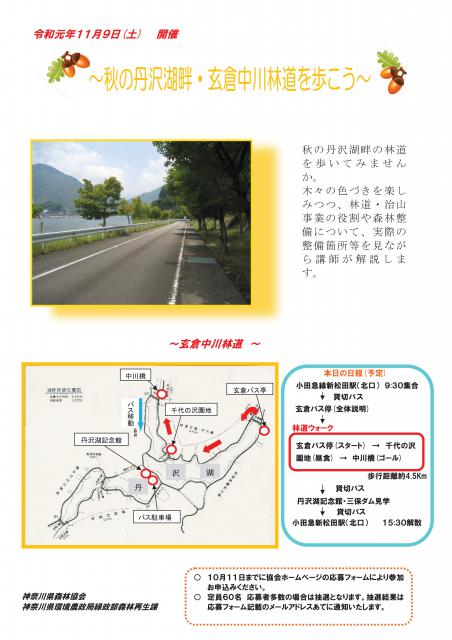 令和元年11月9日(土)　開催
～秋の丹沢湖畔・玄倉中川林道を歩こう～
秋の丹沢湖畔の林道
を歩いてみません
か。
木々の色づきを楽し
みつつ、林道・治山
事業の役割や森林整
備について、実際の
整備箇所等を見なが
ら講師が解説しま
す。
～玄倉中川林道　～
中川橋
玄倉バス停
バス移動
千代の沢園地
丹沢湖記念館
丹
沢
湖
バス駐車場
本日の日程(予定)
小田急線新松田駅(北口)　9:30集合
↓　貸切バス
玄倉バス停(全体説明)
↓
林道ウォーク
玄倉バス停(スタート)　→　千代の沢
園地(昼食)　→　中川橋(ゴール)
歩行距離約4.5Km
↓　貸切バス
丹沢湖記念館・三保ダム見学
↓　貸切バス
小田急新松田駅(北口)　15:30解散
○　10月11日までに協会ホームページの応募フォームにより参加
お申込みください。
○　定員60名　応募者多数の場合は抽選となります。抽選結果は
応募フォーム記載のメールアドレスあてに通知いたします。
神奈川県森林協会
神奈川県環境農政局緑政部森林再生課